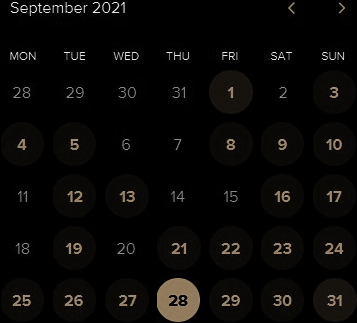 September 2021 < >
MON TUE WED THU FRI SAT SUN
28 29 30 31 1 2 3
4 5 6 7 8 9 10
11 12 13 14 15 16 17
18 19 20 21 22 23 24
25 26 27 28 29 30 31